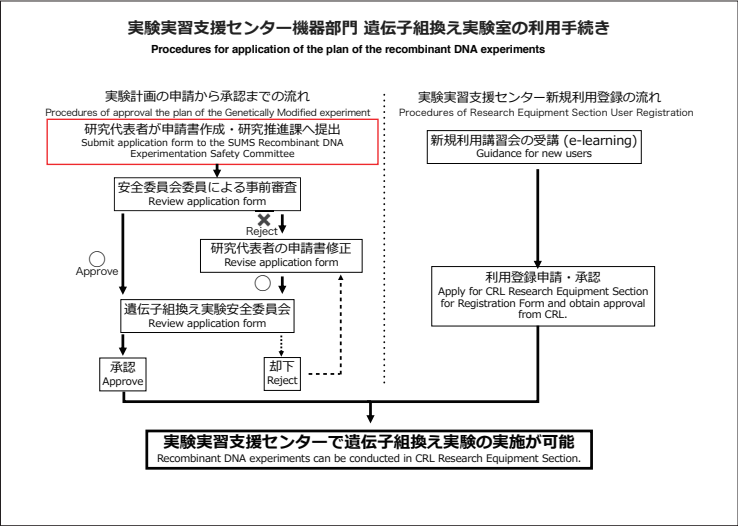 実験実習支援センター機器部門 遺伝子組換え実験室の利用手続き
Procedures for application of the plan of the recombinant DNA experiments
実験計画の申請から承認までの流れ
Procedures of approval the plan of the Genetically Modified experiment
研究代表者が申請書作成・研究推進課へ提出
Submit application form to the SUMS Recombinant DNA
Experimentation Safety Committee
安全委員会委員による事前審査
Review application form
Reject
研究代表者の申請書修正
Revise application form
Approve
遺伝子組換え実験安全委員会
Review application form
承認
Approve
却下
Reject
実験実習支援センター新規利用登録の流れ
Procedures of Research Equipment Section User Registration
新規利用講習会の受講 (e-learning)
Guidance for new users
利用登録申請・承認
Apply for CRL Research Equipment Section
for Registration Form and obtain approval
from CRL.
実験実習支援センターで遺伝子組換え実験の実施が可能
Recombinant DNA experiments can be conducted in CRL Research Equipment Section.